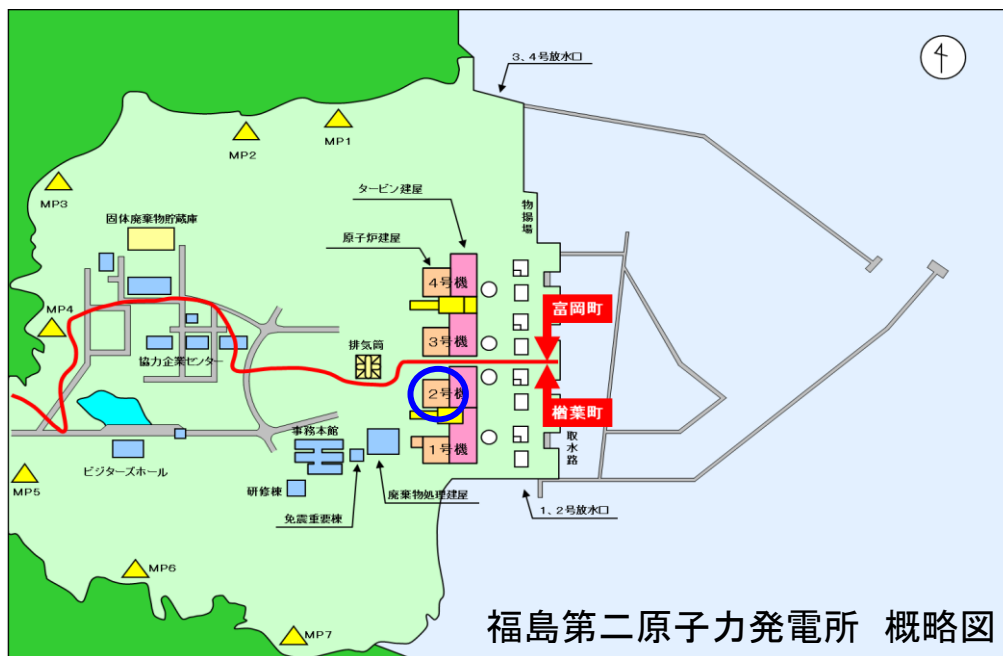 3、4号放水口
MP1
MP2
MP3
タービン建屋
物揚場
固体廃棄物貯蔵庫
原子炉建屋
4号機
富岡町
MP4
3号機
排気筒
協力企業センター
2号機
楢葉町
事務本館
取水路
1号機
ビジターズホール
MP5
研修棟
廃棄物処理建屋
免震重要棟
1、2号放水口
MP6
MP7
福島第二原子力発電所 概略図